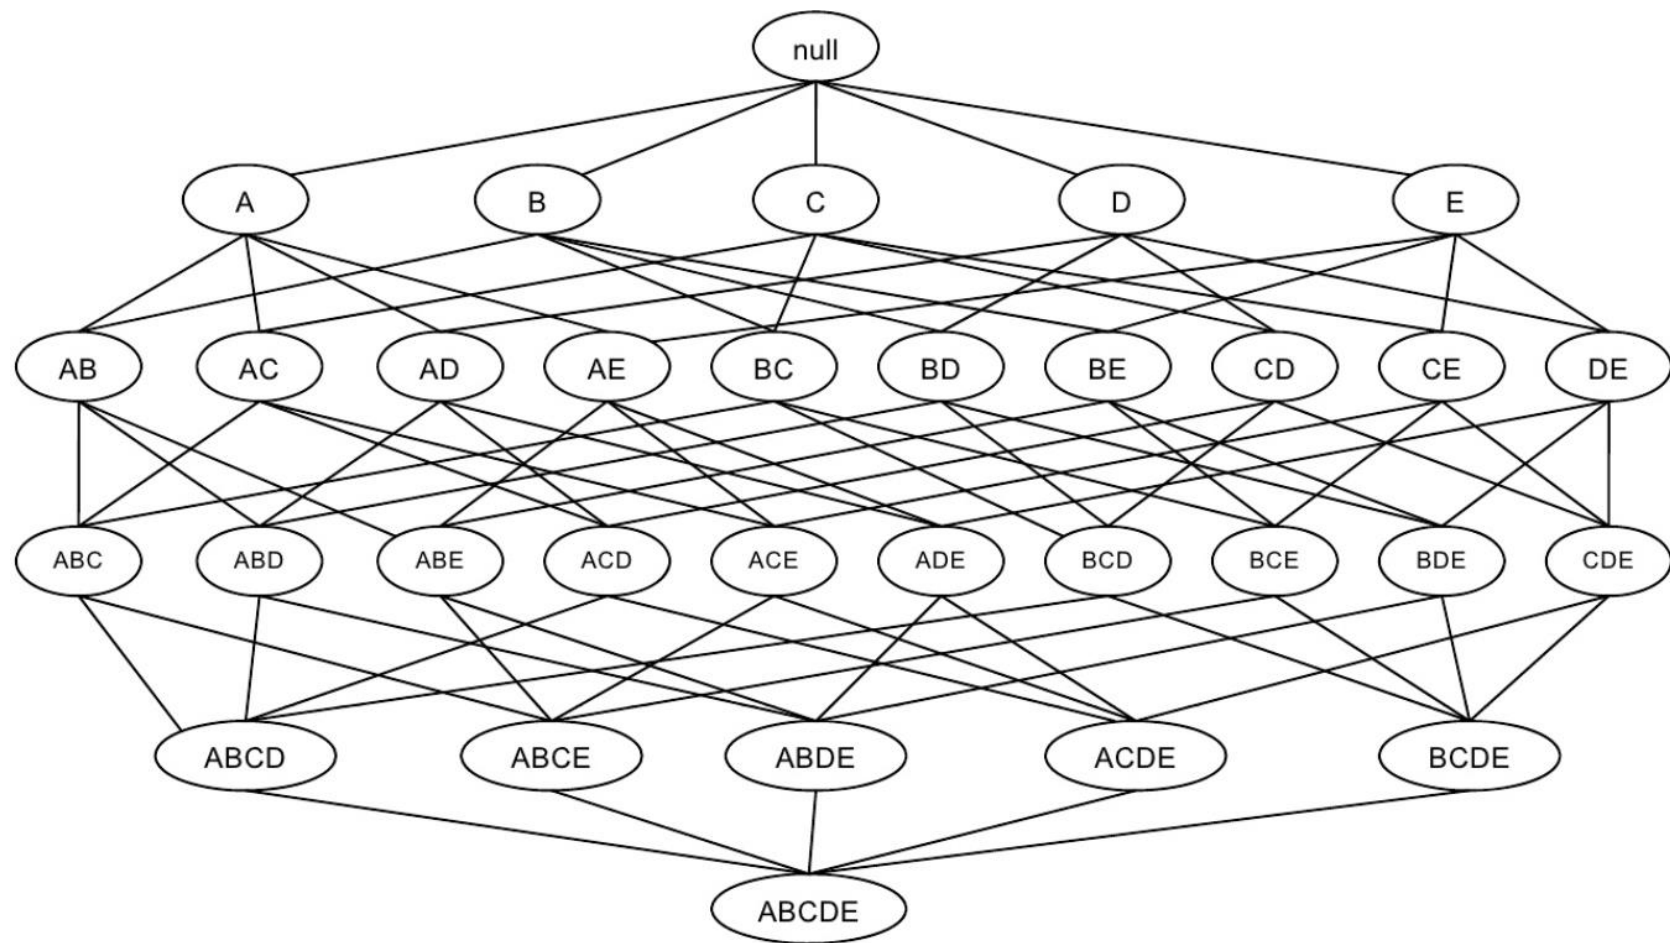 null
A B C D E
AB AC AD AE BC BD BE CD CE DE
ABC ABD ABE ACD ACE ADE BCD BCE BDE CDE
ABCD ABCE ABDE ACDE BCDE
ABCDE